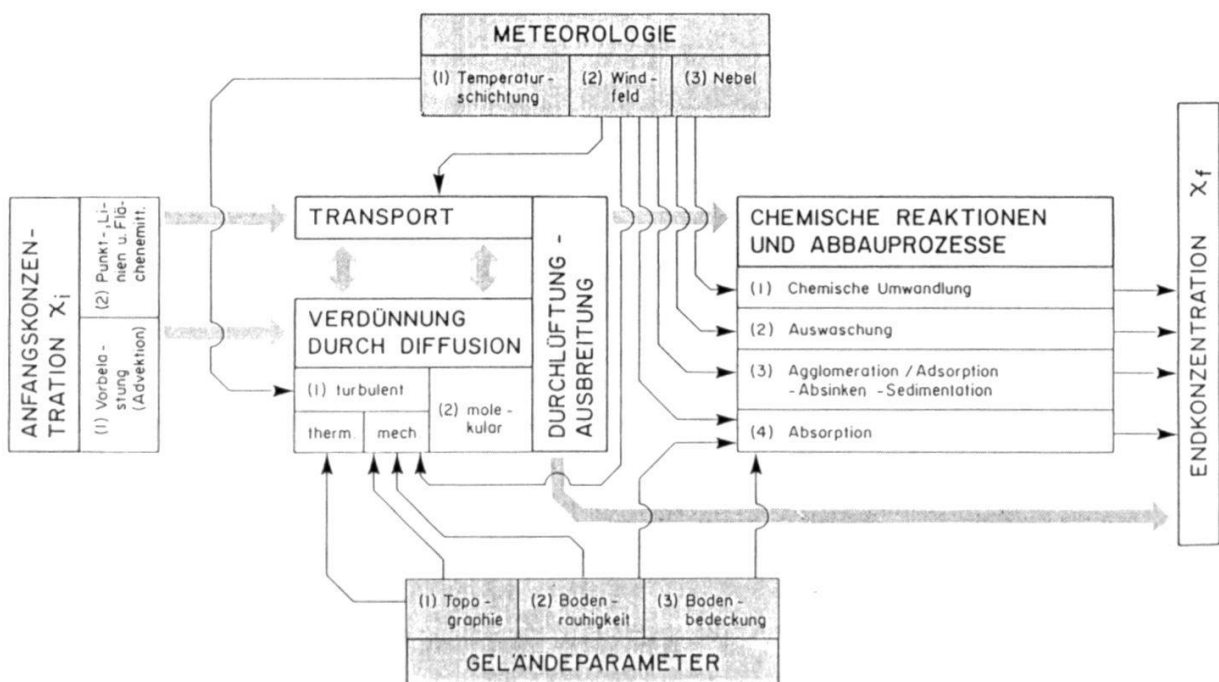 METEOROLOGIE
(1) Temperatur-
schichtung
(2) Wind-
feld
(3) Nebel
ANFANGSKONZEN-
TRATION χi
(2) Punkt-,Li-
nien u. Flä-
chenemitt.
(1) Vorbela-
stung
(Advektion)
TRANSPORT
VERDÜNNUNG
DURCH DIFFUSION
(1) turbulent
therm.
mech.
(2) mole-
kular
DURCHLÜFTUNG-
AUSBREITUNG
CHEMISCHE REAKTIONEN
UND ABBAUPROZESSE
(1) Chemische Umwandlung
(2) Auswaschung
(3) Agglomeration / Adsorption
-Absinken -Sedimentation
(4) Absorption
ENDKONZENTRATION χf
(1) Topo-
graphie
(2) Boden-
rauhigkeit
(3) Boden-
bedeckung
GELÄNDEPARAMETER